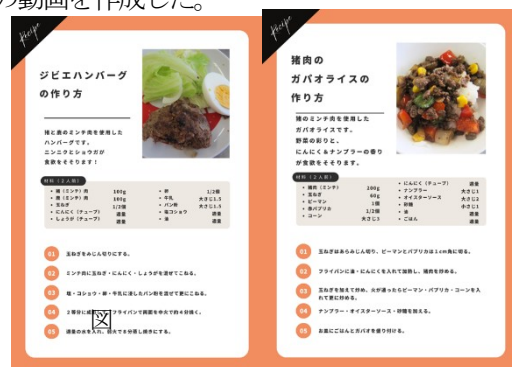 の動画を作成した。
Recipe
ジビエハンバーグ
の作り方
猪と鹿のミンチ肉を使用した
ハンバーグです。
ニンニクとショウガが
食欲をそそります！
材料（2人前）
・猪（ミンチ）肉 100g
・鹿（ミンチ）肉 100g
・玉ねぎ 1/2個
・にんにく（チューブ） 適量
・しょうが（チューブ） 適量
・卵 1/2個
・牛乳 大さじ1.5
・パン粉 大さじ1.5
・塩コショウ 適量
・油 適量
01 玉ねぎをみじん切りにする。
02 ミンチ肉に玉ねぎ・にんにく・しょうがを混ぜてこねる。
03 塩・コショウ・卵・牛乳に浸したパン粉を混ぜて更にこねる。
04 2等分に成 図 フライパンで両面を中火で約4分焼く。
05 適量の水を入れ、弱火で8分蒸し焼きにする。
Recipe
猪肉の
ガパオライスの
作り方
猪のミンチ肉を使用した
ガパオライスです。
野菜の彩りと、
にんにく＆ナンプラーの香り
が食欲をそそります。
材料（2人前）
・猪肉（ミンチ） 200g
・玉ねぎ 60g
・ピーマン 1個
・赤パプリカ 1/2個
・コーン 大さじ3
・にんにく（チューブ） 適量
・ナンプラー 大さじ1
・オイスターソース 大さじ2
・砂糖 小さじ1
・油 適量
・ごはん 適量
01 玉ねぎはあらみじん切り、ピーマンとパプリカは1cm角に切る。
02 フライパンに油・にんにくを入れて加熱し、猪肉を炒める。
03 玉ねぎを加えて炒め、火が通ったらピーマン・パプリカ・コーンを入
れて更に炒める。
04 ナンプラー・オイスターソース・砂糖を加える。
05 お皿にごはんとガパオを盛り付ける。